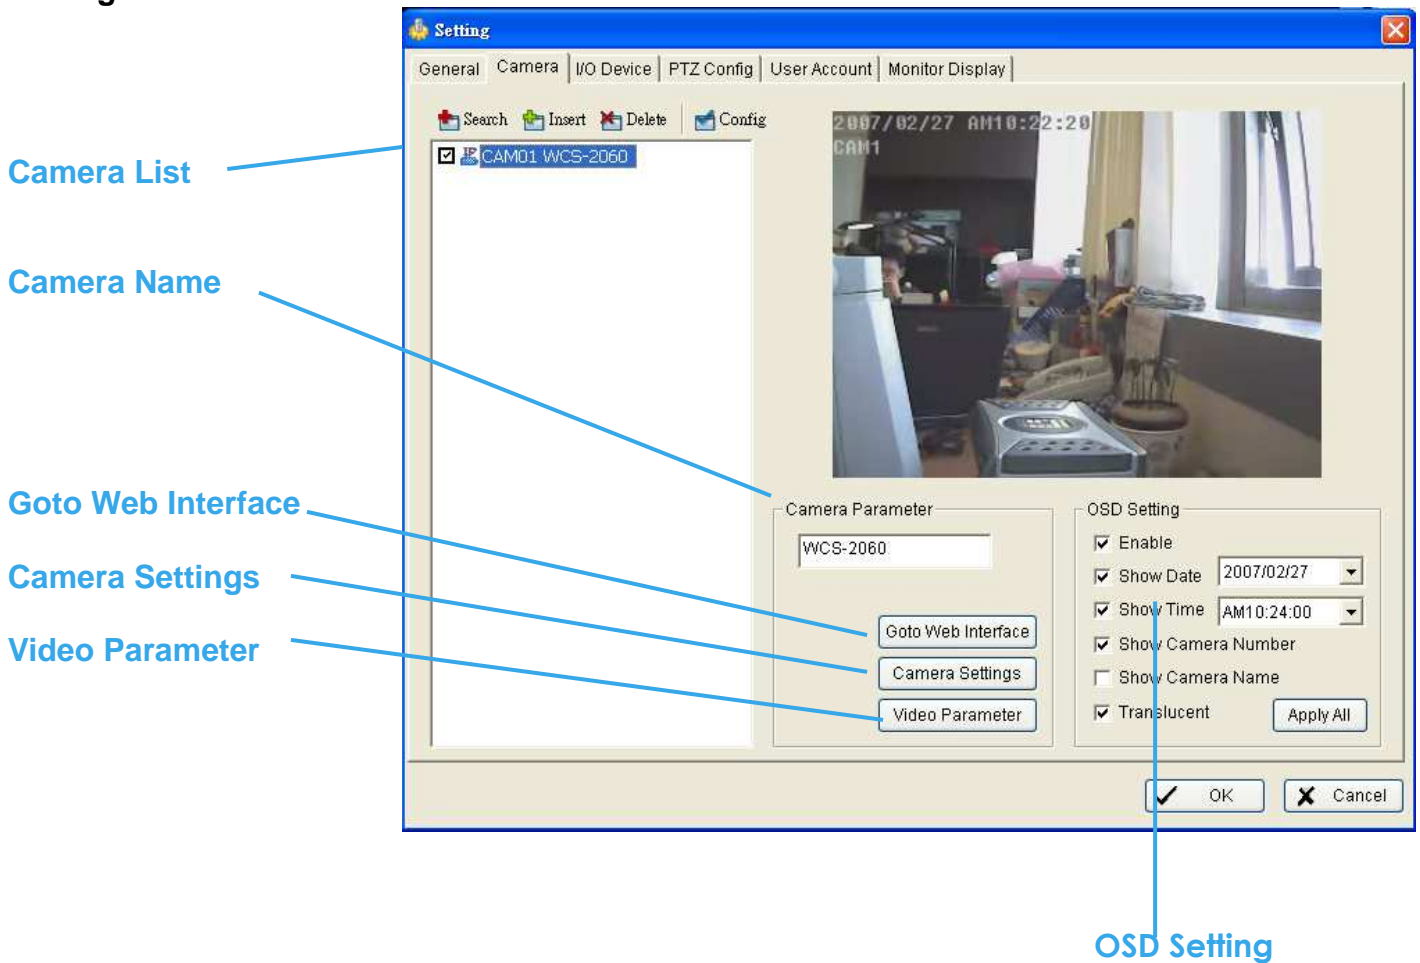 Setting
General Camera I/O Device PTZ Config User Account Monitor Display
Search Insert Delete Config
2007/02/27 AM10:22:20
CAM1
CAM01 WCS-2060
Camera List
Camera Name
Goto Web Interface
Camera Settings
Video Parameter
Camera Parameter
WCS-2060
Goto Web Interface
Camera Settings
Video Parameter
OSD Setting
Enable
Show Date 2007/02/27
Show Time AM10:24:00
Show Camera Number
Show Camera Name
Translucent Apply All
OK Cancel
OSD Setting